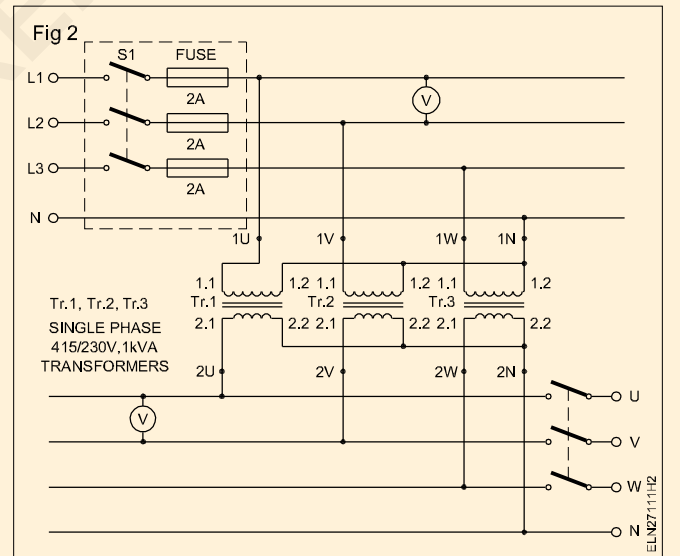 Fig 2
S1 FUSE
L1
2A
V
L2
2A
L3
2A
N
1U 1V 1W 1N
1.1 1.2 1.1 1.2 1.1 1.2
Tr.1 Tr.2 Tr.3
2.1 2.2 2.1 2.2 2.1 2.2
Tr.1, Tr.2, Tr.3
SINGLE PHASE
415/230V,1kVA
TRANSFORMERS
2U 2V 2W 2N
U
V
V
W
N
ELN27111H2